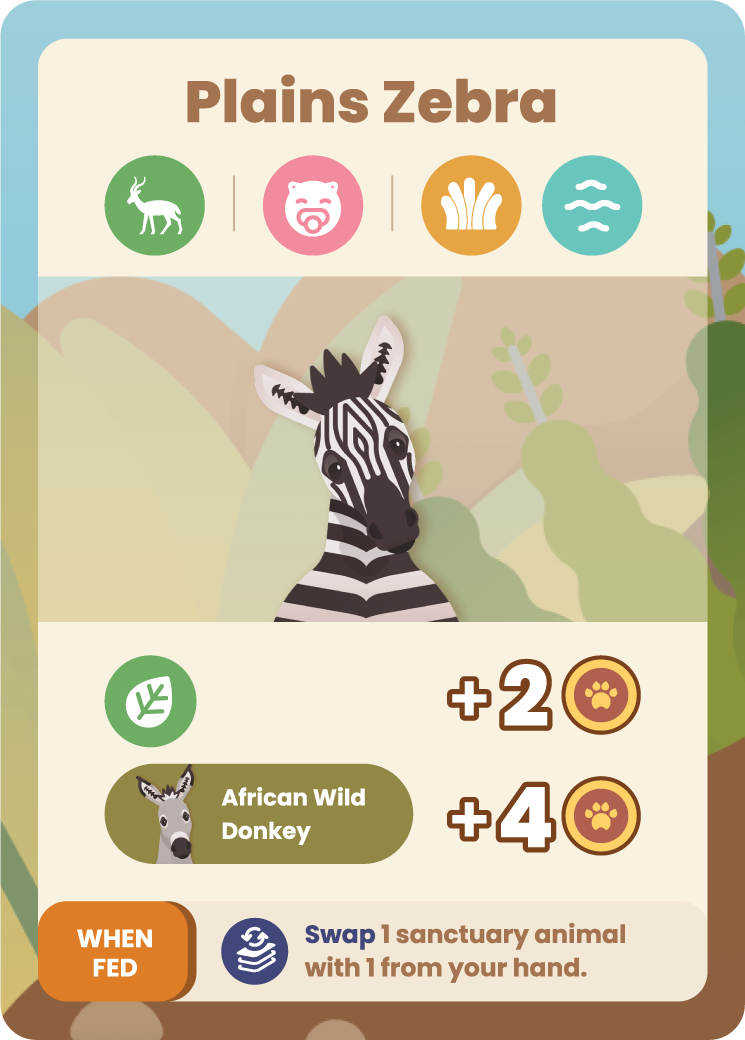 Plains Zebra
+2
African Wild
Donkey
+4
WHEN
FED
Swap 1 sanctuary animal
with 1 from your hand.